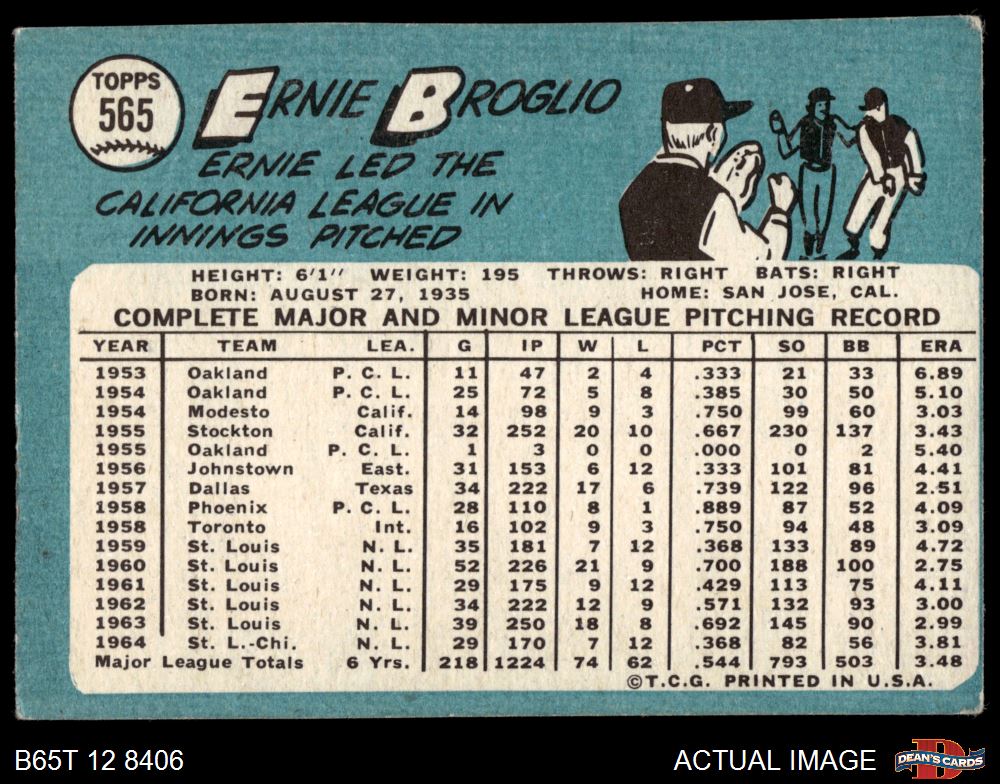 TOPPS
565
ERNIE BROGLIO
ERNIE LED THE
CALIFORNIA LEAGUE IN
INNINGS PITCHED
HEIGHT: 6'1" WEIGHT: 195 THROWS: RIGHT BATS: RIGHT
BORN: AUGUST 27, 1935 HOME: SAN JOSE, CAL.
COMPLETE MAJOR AND MINOR LEAGUE PITCHING RECORD
YEAR TEAM LEA. G IP W L PCT SO BB ERA
1953 Oakland P. C. L. 11 47 2 4 .333 21 33 6.89
1954 Oakland P. C. L. 25 72 5 8 .385 30 50 5.10
1954 Modesto Calif. 14 98 9 3 .750 99 60 3.03
1955 Stockton Calif. 32 252 20 10 .667 230 137 3.43
1955 Oakland P. C. L. 1 3 0 0 .000 0 2 5.40
1956 Johnstown East. 31 153 6 12 .333 101 81 4.41
1957 Dallas Texas 34 222 17 6 .739 122 96 2.51
1958 Phoenix P. C. L. 28 110 8 1 .889 87 52 4.09
1958 Toronto Int. 16 102 9 3 .750 94 48 3.09
1959 St. Louis N. L. 35 181 7 12 .368 133 89 4.72
1960 St. Louis N. L. 52 226 21 9 .700 188 100 2.75
1961 St. Louis N. L. 29 175 9 12 .429 113 75 4.11
1962 St. Louis N. L. 34 222 12 9 .571 132 93 3.00
1963 St. Louis N. L. 39 250 18 8 .692 145 90 2.99
1964 St. L.-Chi. N. L. 29 170 7 12 .368 82 56 3.81
Major League Totals 6 Yrs. 218 1224 74 62 .544 793 503 3.48
©T.C.G. PRINTED IN U.S.A.
B65T 12 8406 ACTUAL IMAGE DEAN'S CARDS